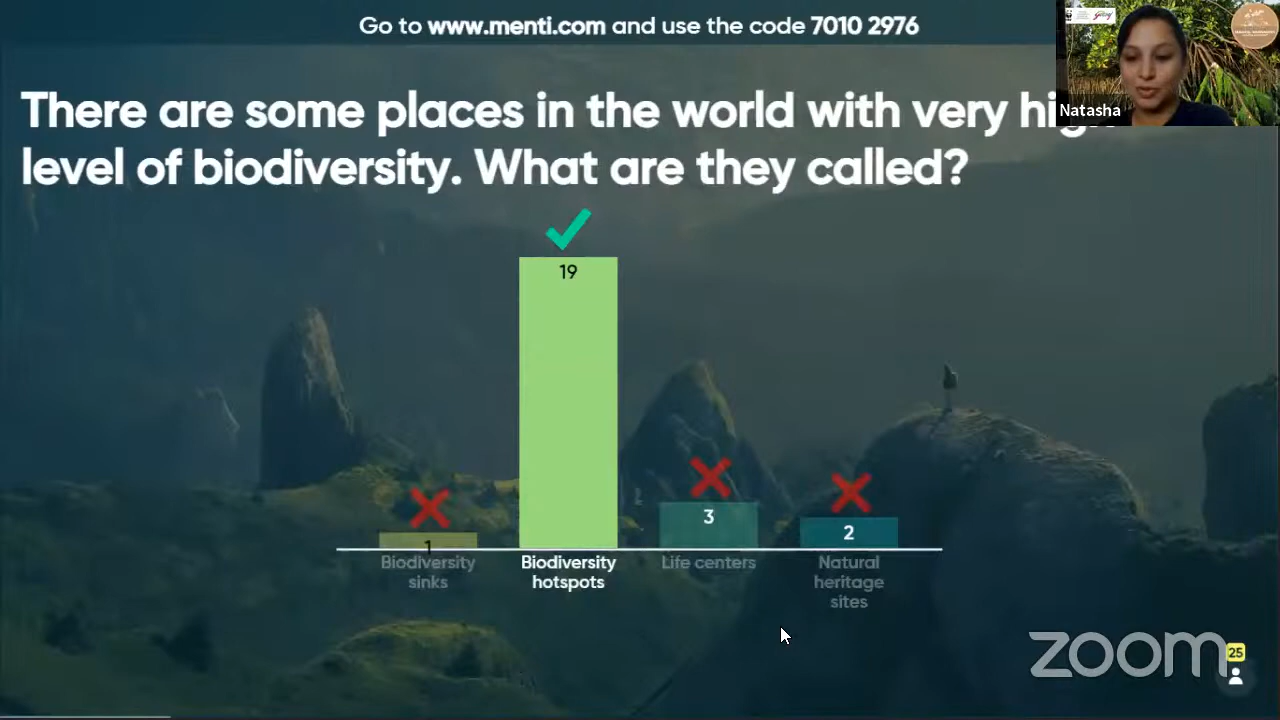 Go to www.menti.com and use the code 7010 2976
Natasha
There are some places in the world with very
level of biodiversity. What are they called?
19
1
3
2
Biodiversity
sinks
Biodiversity
hotspots
Life centers
Natural
heritage
sites
zoom
25